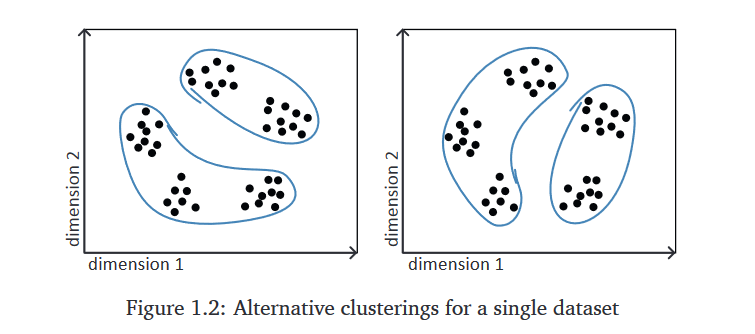 dimension 2
dimension 1
dimension 2
dimension 1
Figure 1.2: Alternative clusterings for a single dataset